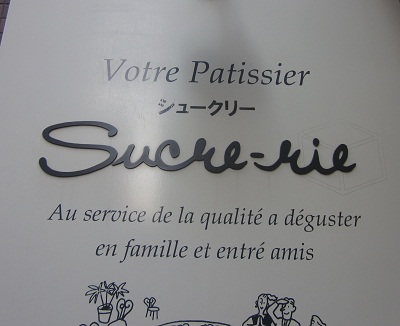 Votre Patissier
シュークリー
Sucre-rie
Au service de la qualité a déguster
en famille et entré amis